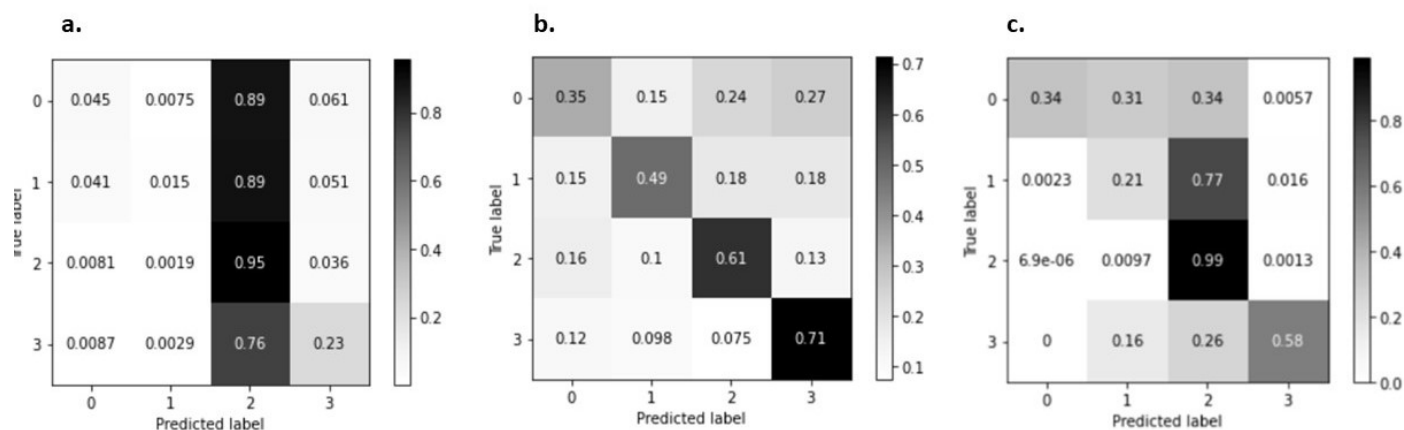 a.
0 0.045 0.0075 0.89 0.061
1 0.041 0.015 0.89 0.051
2 0.0081 0.0019 0.95 0.036
3 0.0087 0.0029 0.76 0.23
0 1 2 3
Predicted label
True label
0.8
0.6
0.4
0.2
b.
0 0.35 0.15 0.24 0.27
1 0.15 0.49 0.18 0.18
2 0.16 0.1 0.61 0.13
3 0.12 0.098 0.075 0.71
0 1 2 3
Predicted label
True label
0.7
0.6
0.5
0.4
0.3
0.2
0.1
c.
0 0.34 0.31 0.34 0.0057
1 0.0023 0.21 0.77 0.016
2 6.9e-06 0.0097 0.99 0.0013
3 0 0.16 0.26 0.58
0 1 2 3
Predicted label
True label
0.8
0.6
0.4
0.2
0.0